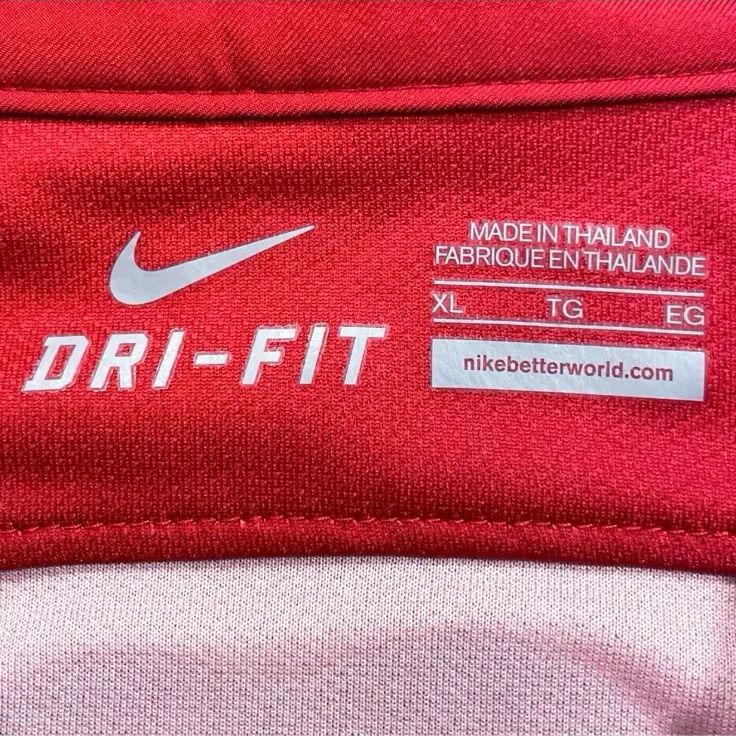 DRI-FIT
MADE IN THAILAND
FABRIQUE EN THAILANDE
XL TG EG
nikebetterworld.com